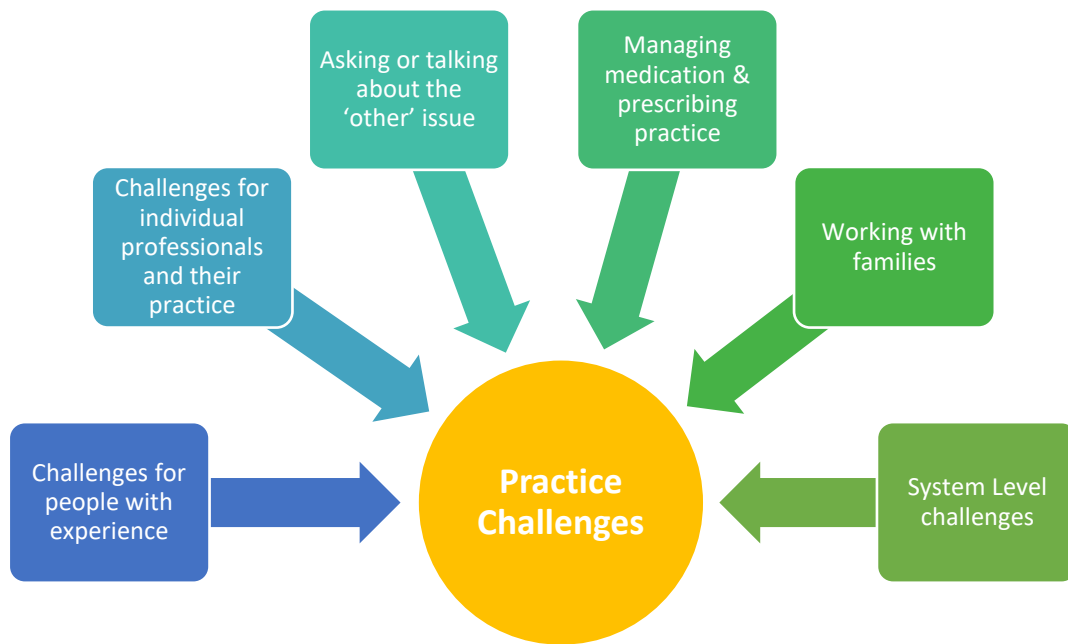 Challenges for
people with
experience
Challenges for
individual
professionals
and their
practice
Asking or talking
about the
‘other’ issue
Managing
medication &
prescribing
practice
Working with
families
System Level
challenges
Practice
Challenges